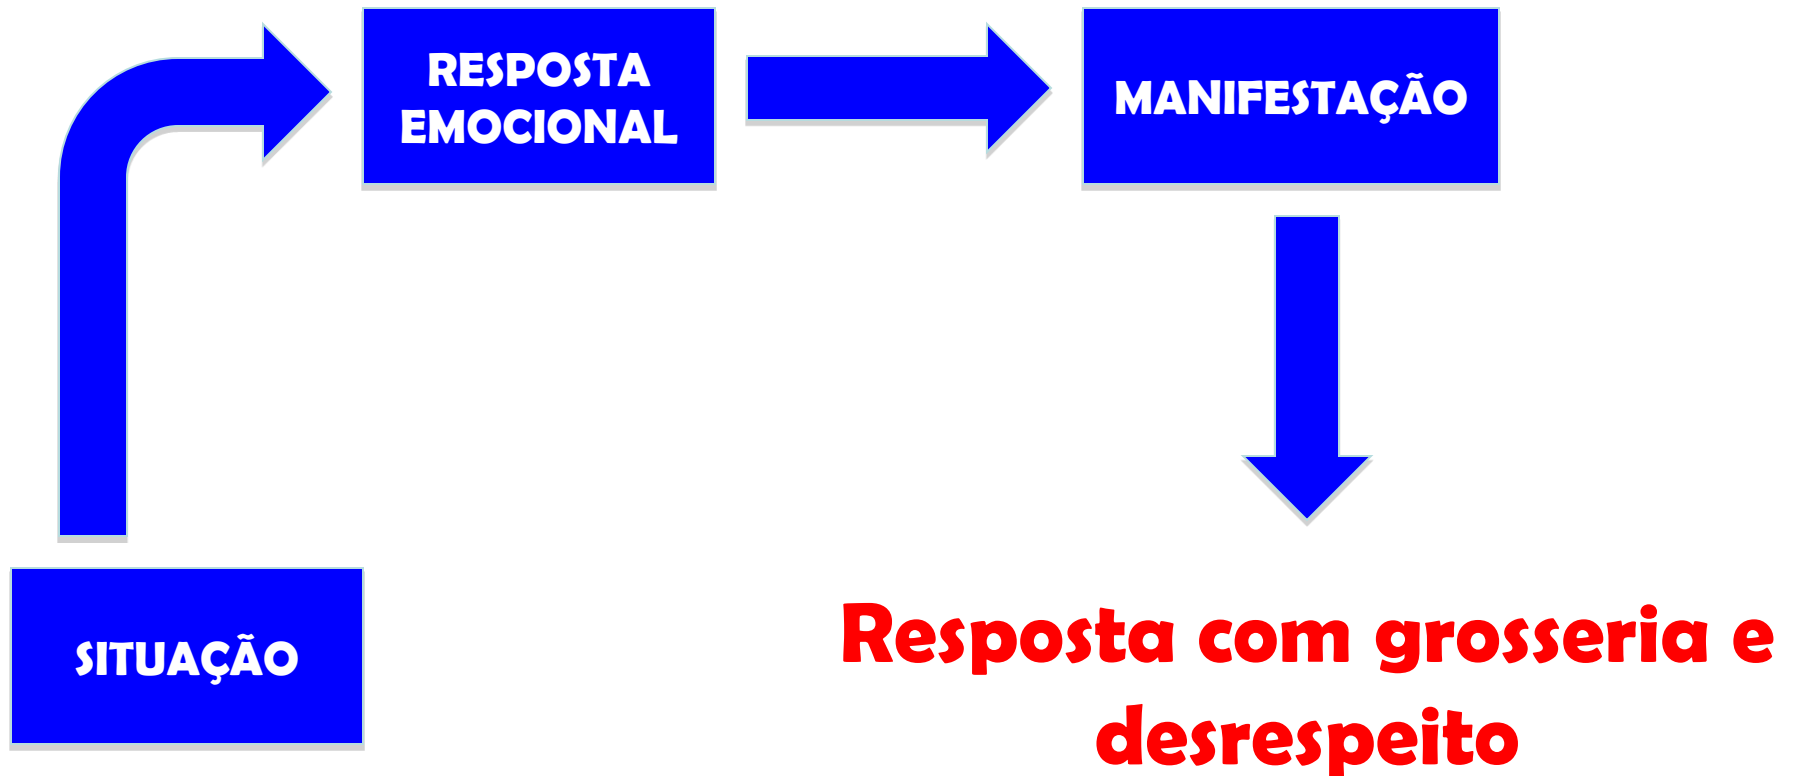 RESPOSTA
EMOCIONAL
MANIFESTAÇÃO
SITUAÇÃO
Resposta com grosseria e
desrespeito